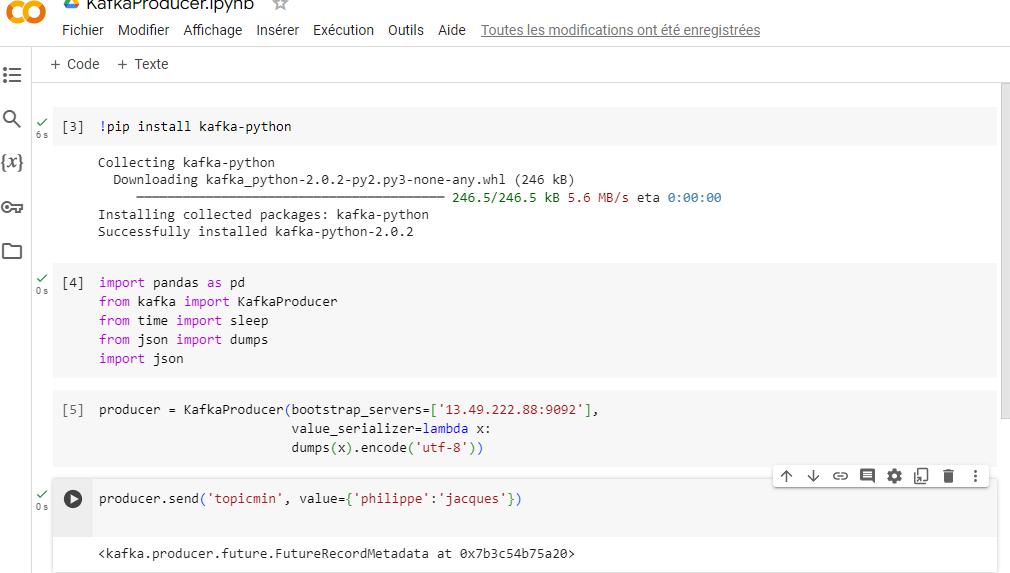 KafkaProducer.ipynb
Fichier Modifier Affichage Insérer Exécution Outils Aide Toutes les modifications ont été enregistrées
+ Code + Texte
6 s [3] !pip install kafka-python
Collecting kafka-python
Downloading kafka_python-2.0.2-py2.py3-none-any.whl (246 kB)
246.5/246.5 kB 5.6 MB/s eta 0:00:00
Installing collected packages: kafka-python
Successfully installed kafka-python-2.0.2
0 s [4] import pandas as pd
from kafka import KafkaProducer
from time import sleep
from json import dumps
import json
[5] producer = KafkaProducer(bootstrap_servers=['13.49.222.88:9092'],
value_serializer=lambda x:
dumps(x).encode('utf-8'))
0 s producer.send('topicmin', value={'philippe':'jacques'})
<kafka.producer.future.FutureRecordMetadata at 0x7b3c54b75a20>